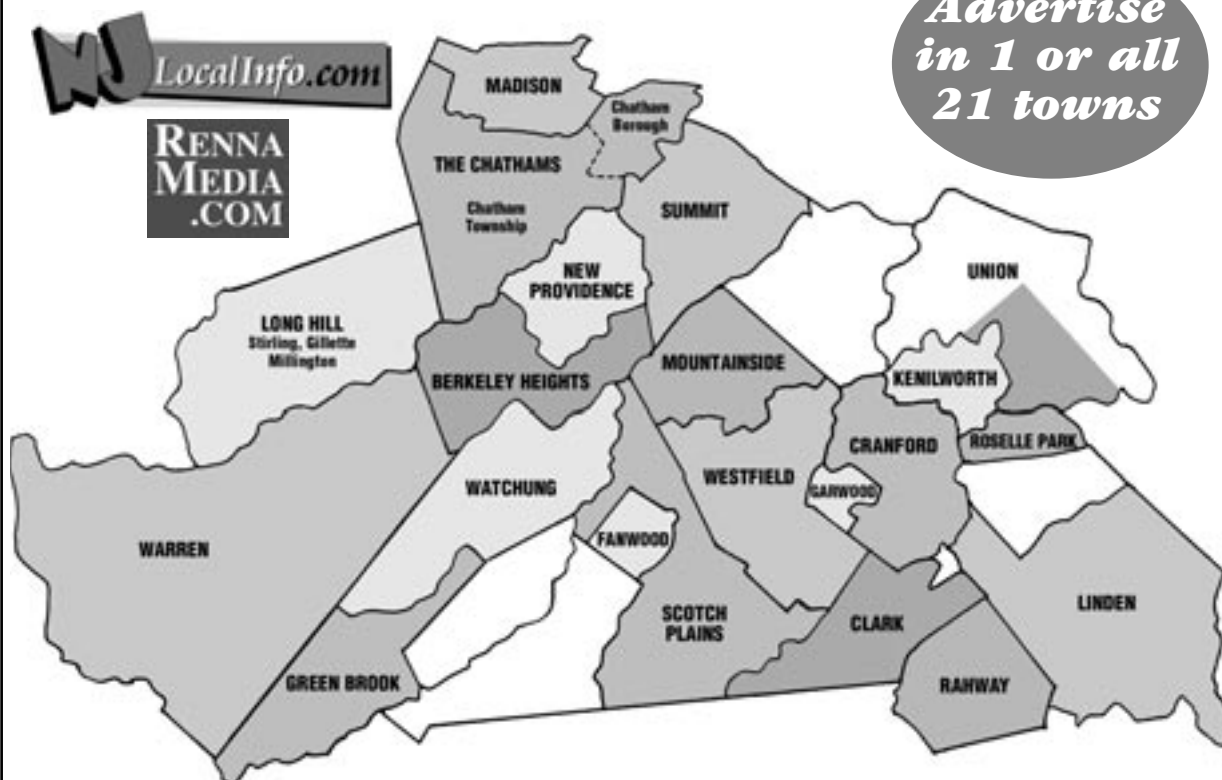 NJ LocalInfo.com
RENNA
MEDIA
.COM
Advertise
in 1 or all
21 towns
MADISON
Chatham
Borough
THE CHATHAMS
Chatham
Township
SUMMIT
NEW
PROVIDENCE
UNION
LONG HILL
Stirling, Gillette
Millington
BERKELEY HEIGHTS
MOUNTAINSIDE
KENILWORTH
ROSELLE PARK
CRANFORD
WESTFIELD
GARWOOD
WATCHUNG
FANWOOD
WARREN
SCOTCH
PLAINS
CLARK
LINDEN
GREEN BROOK
RAHWAY